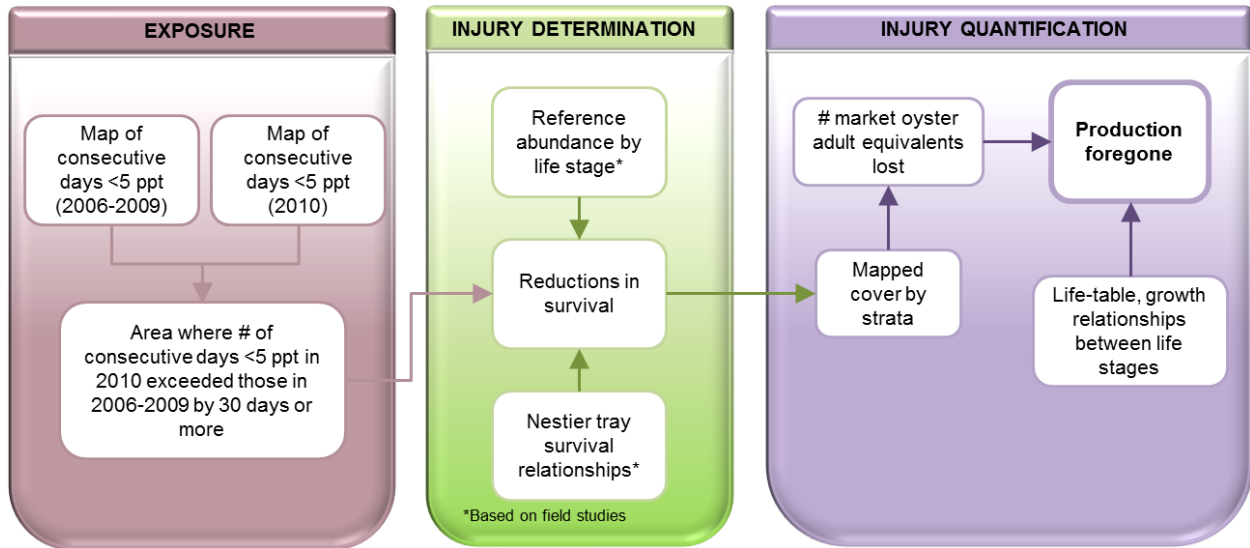 EXPOSURE
Map of
consecutive
days <5 ppt
(2006-2009)
Map of
consecutive
days <5 ppt
(2010)
Area where # of
consecutive days <5 ppt in
2010 exceeded those in
2006-2009 by 30 days or
more
INJURY DETERMINATION
Reference
abundance by
life stage*
Reductions in
survival
Nestier tray
survival
relationships*
*Based on field studies
INJURY QUANTIFICATION
# market oyster
adult equivalents
lost
Production
foregone
Mapped
cover by
strata
Life-table, growth
relationships
between life
stages